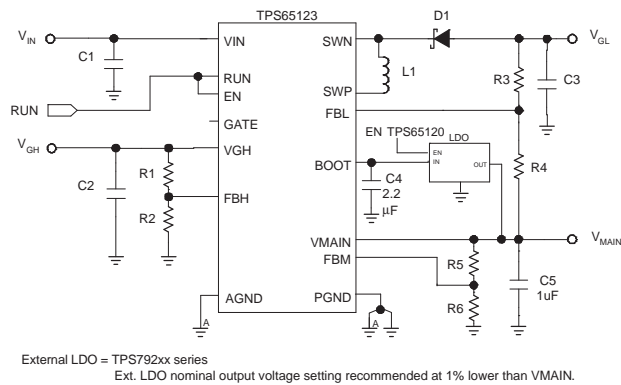 TPS65123
D1
VIN
VIN
SWN
VGL
C1
L1
R3
C3
RUN
EN
SWP
RUN
FBL
GATE
EN TPS65120
LDO
VGH
VGH
EN
IN
OUT
BOOT
R4
R1
C4
C2
2.2
μF
R2
FBH
VMAIN
VMAIN
FBM
R5
C5
1uF
R6
AGND
PGND
A
A
External LDO = TPS792xx series
Ext. LDO nominal output voltage setting recommended at 1% lower than VMAIN.